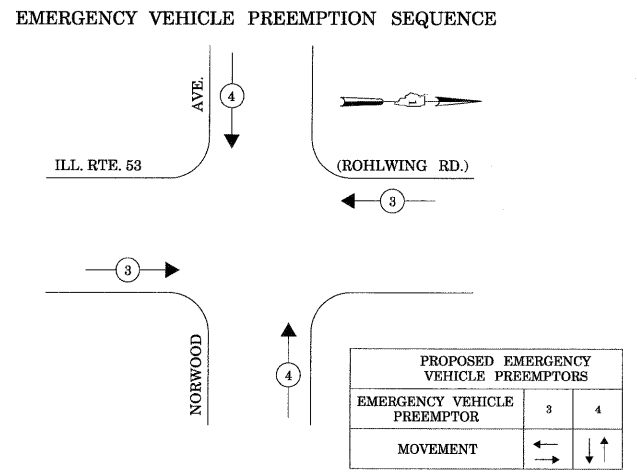 EMERGENCY VEHICLE PREEMPTION SEQUENCE
AVE.
4
ILL. RTE. 53
(ROHLWING RD.)
3
3
NORWOOD
4
PROPOSED EMERGENCY
VEHICLE PREEMPTORS
EMERGENCY VEHICLE
PREEMPTOR
3 4
MOVEMENT